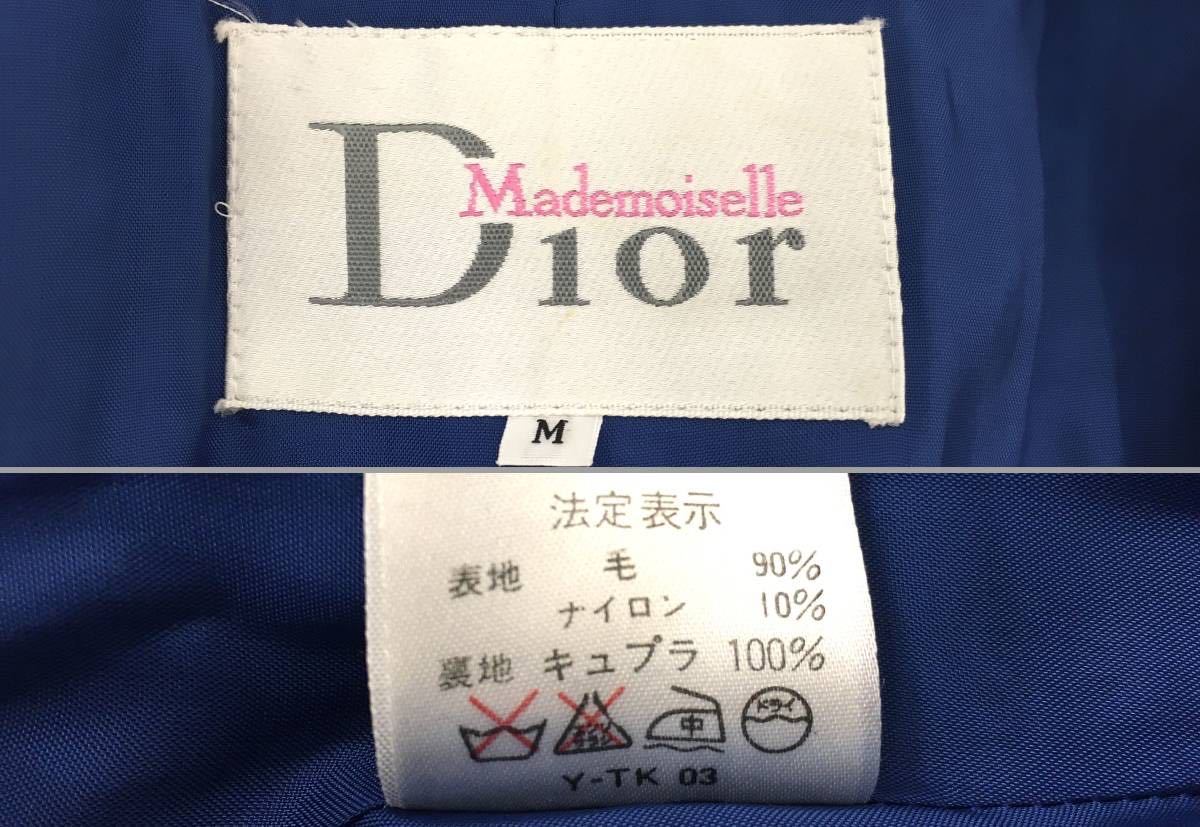 Mademoiselle
Dior
M
法定表示
表地 毛 90%
ナイロン 10%
裏地 キュプラ 100%
中 ドライ
Y-TK 03